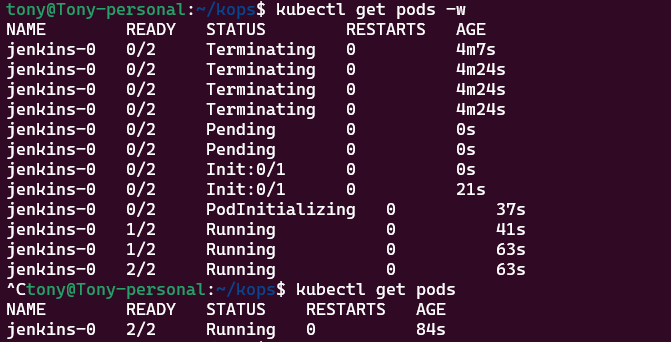 tony@Tony-personal:~/kops$ kubectl get pods -w
NAME READY STATUS RESTARTS AGE
jenkins-0 0/2 Terminating 0 4m7s
jenkins-0 0/2 Terminating 0 4m24s
jenkins-0 0/2 Terminating 0 4m24s
jenkins-0 0/2 Terminating 0 4m24s
jenkins-0 0/2 Pending 0 0s
jenkins-0 0/2 Pending 0 0s
jenkins-0 0/2 Init:0/1 0 0s
jenkins-0 0/2 Init:0/1 0 21s
jenkins-0 0/2 PodInitializing 0 37s
jenkins-0 1/2 Running 0 41s
jenkins-0 1/2 Running 0 63s
jenkins-0 2/2 Running 0 63s
^Ctony@Tony-personal:~/kops$ kubectl get pods
NAME READY STATUS RESTARTS AGE
jenkins-0 2/2 Running 0 84s